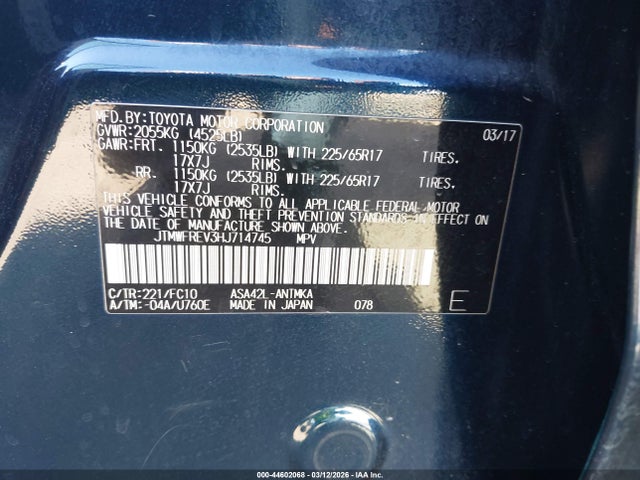 MFD.BY:TOYOTA MOTOR CORPORATION 03/17
GVWR:2055KG (4525LB)
GAWR:FRT. 1150KG (2535LB) WITH 225/65R17 TIRES.
17X7J RIMS.
RR. 1150KG (2535LB) WITH 225/65R17 TIRES.
17X7J RIMS.
THIS VEHICLE CONFORMS TO ALL APPLICABLE FEDERAL MOTOR
VEHICLE SAFETY AND THEFT PREVENTION STANDARDS IN EFFECT ON
THE DATE OF MANUFACTURE SHOWN ABOVE.
JTMWFREV3HJ714745 MPV
C/TR:221/FC10 ASA42L-ANTMKA
A/TM:-04A/U760E MADE IN JAPAN 078 E
000-44602068 - 03/12/2026 - IAAI.COM